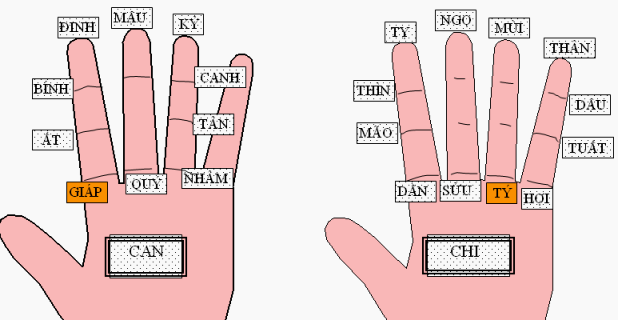 ĐINH
MẬU
KỶ
BÍNH
CANH
ẤT
TÂN
GIÁP
QUÝ
NHÂM
CAN
TỴ
NGỌ
MÙI
THÂN
THÌN
DẬU
MÃO
TUẤT
DẦN
SỬU
TÝ
HỢI
CHI